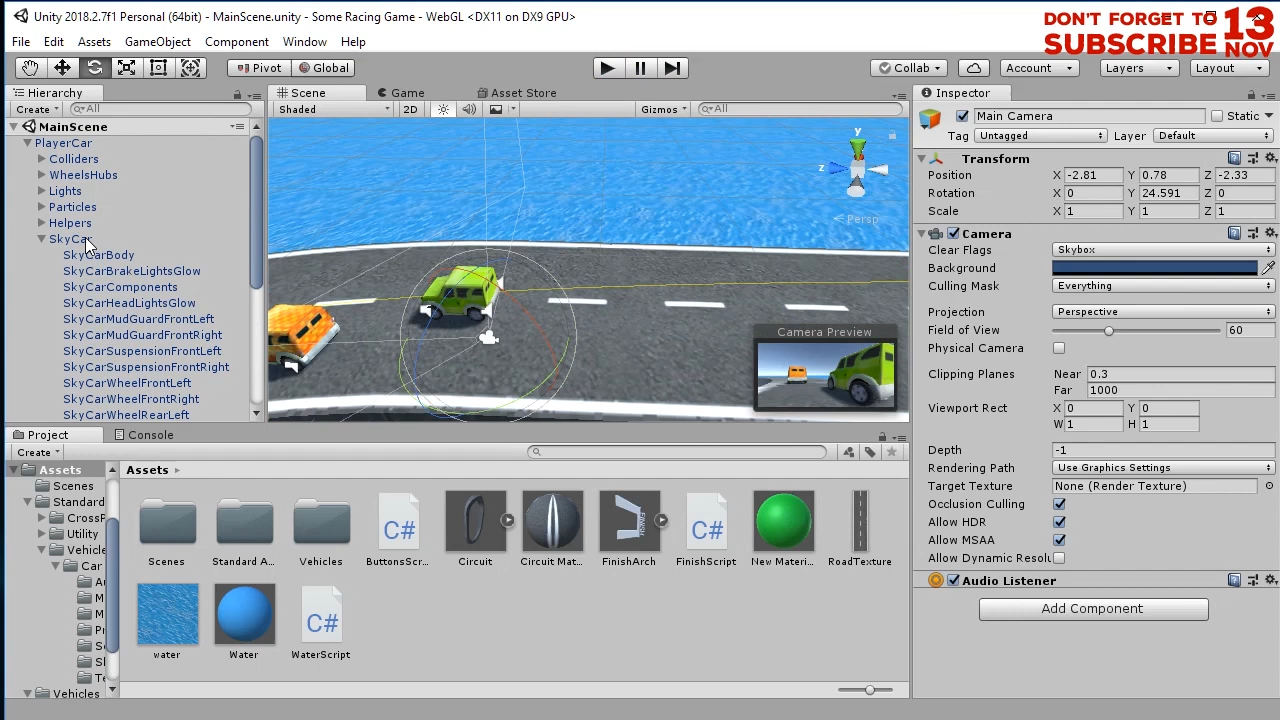 Unity 2018.2.7f1 Personal (64bit) - MainScene.unity - Some Racing Game - WebGL <DX11 on DX9 GPU>
DON'T FORGET TO
SUBSCRIBE
13
NOV
File Edit Assets GameObject Component Window Help
Pivot Global Collab Account Layers Layout
Hierarchy
Create All
MainScene
PlayerCar
Colliders
WheelsHubs
Lights
Particles
Helpers
SkyCar
SkyCarBody
SkyCarBrakeLightsGlow
SkyCarComponents
SkyCarHeadLightsGlow
SkyCarMudGuardFrontLeft
SkyCarMudGuardFrontRight
SkyCarSuspensionFrontLeft
SkyCarSuspensionFrontRight
SkyCarWheelFrontLeft
SkyCarWheelFrontRight
SkyCarWheelRearLeft
Scene Game Asset Store
Shaded 2D Gizmos All
y
z
Persp
Camera Preview
Inspector
Main Camera Static
Tag Untagged Layer Default
Transform
Position X -2.81 Y 0.78 Z -2.33
Rotation X 0 Y 24.591 Z 0
Scale X 1 Y 1 Z 1
Camera
Clear Flags Skybox
Background
Culling Mask Everything
Projection Perspective
Field of View 60
Physical Camera
Clipping Planes Near 0.3
Far 1000
Viewport Rect X 0 Y 0
W 1 H 1
Depth -1
Rendering Path Use Graphics Settings
Target Texture None (Render Texture)
Occlusion Culling
Allow HDR
Allow MSAA
Allow Dynamic Resolu
Audio Listener
Add Component
Project Console
Create
Assets
Scenes
Standard
CrossP
Utility
Vehicle
Car
Vehicles
Assets
Scenes Standard A... Vehicles ButtonsScr... Circuit Circuit Mat... FinishArch FinishScript New Materi... RoadTexture
C# C#
FINISH
water Water WaterScript
C#